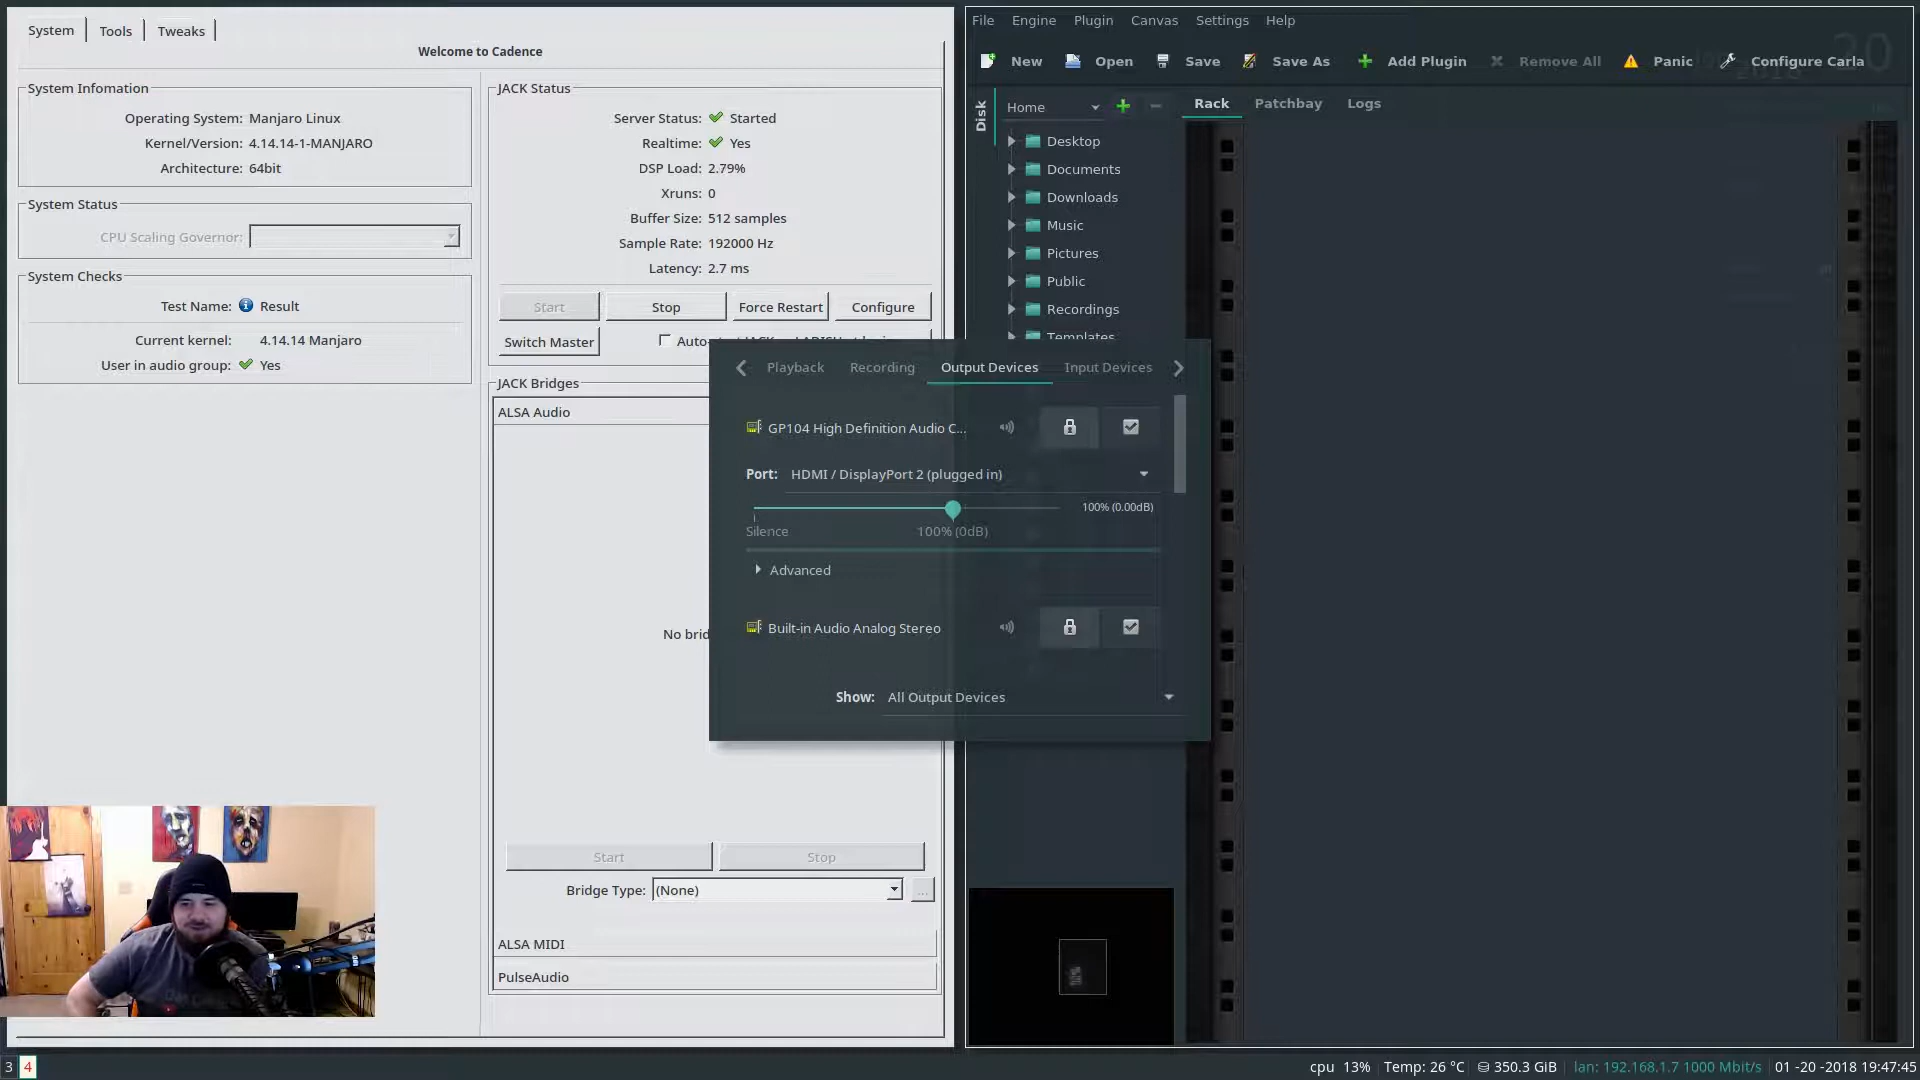 System
Tools
Tweaks
Welcome to Cadence
System Infomation
Operating System: Manjaro Linux
Kernel/Version: 4.14.14-1-MANJARO
Architecture: 64bit
System Status
CPU Scaling Governor:
System Checks
Test Name: Result
Current kernel: 4.14.14 Manjaro
User in audio group: Yes
JACK Status
Server Status: Started
Realtime: Yes
DSP Load: 2.79%
Xruns: 0
Buffer Size: 512 samples
Sample Rate: 192000 Hz
Latency: 2.7 ms
Start
Stop
Force Restart
Configure
Switch Master
JACK Bridges
ALSA Audio
Start
Stop
Bridge Type: (None)
...
ALSA MIDI
PulseAudio
Playback
Recording
Output Devices
Input Devices
GP104 High Definition Audio C...
Port: HDMI / DisplayPort 2 (plugged in)
100% (0.00dB)
Silence
100% (0dB)
Advanced
Built-in Audio Analog Stereo
Show: All Output Devices
File
Engine
Plugin
Canvas
Settings
Help
New
Open
Save
Save As
Add Plugin
Remove All
Panic
Configure Carla
Disk
Home
Rack
Patchbay
Logs
Desktop
Documents
Downloads
Music
Pictures
Public
Recordings
Templates
3
4
cpu 13%
Temp: 26 °C
350.3 GiB
lan: 192.168.1.7 1000 Mbit/s
01 -20 -2018 19:47:45